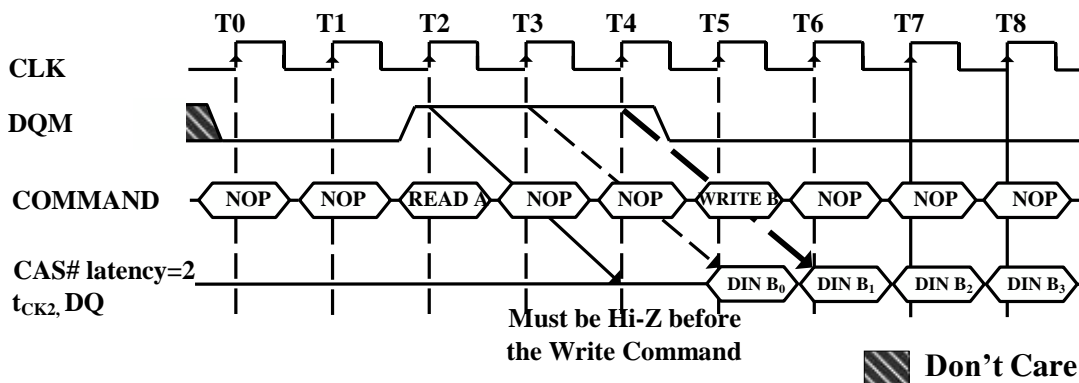 T0 T1 T2 T3 T4 T5 T6 T7 T8
CLK
DQM
COMMAND NOP NOP READ A NOP NOP WRITE B NOP NOP NOP
CAS# latency=2
tCK2, DQ DIN B0 DIN B1 DIN B2 DIN B3
Must be Hi-Z before
the Write Command
Don't Care